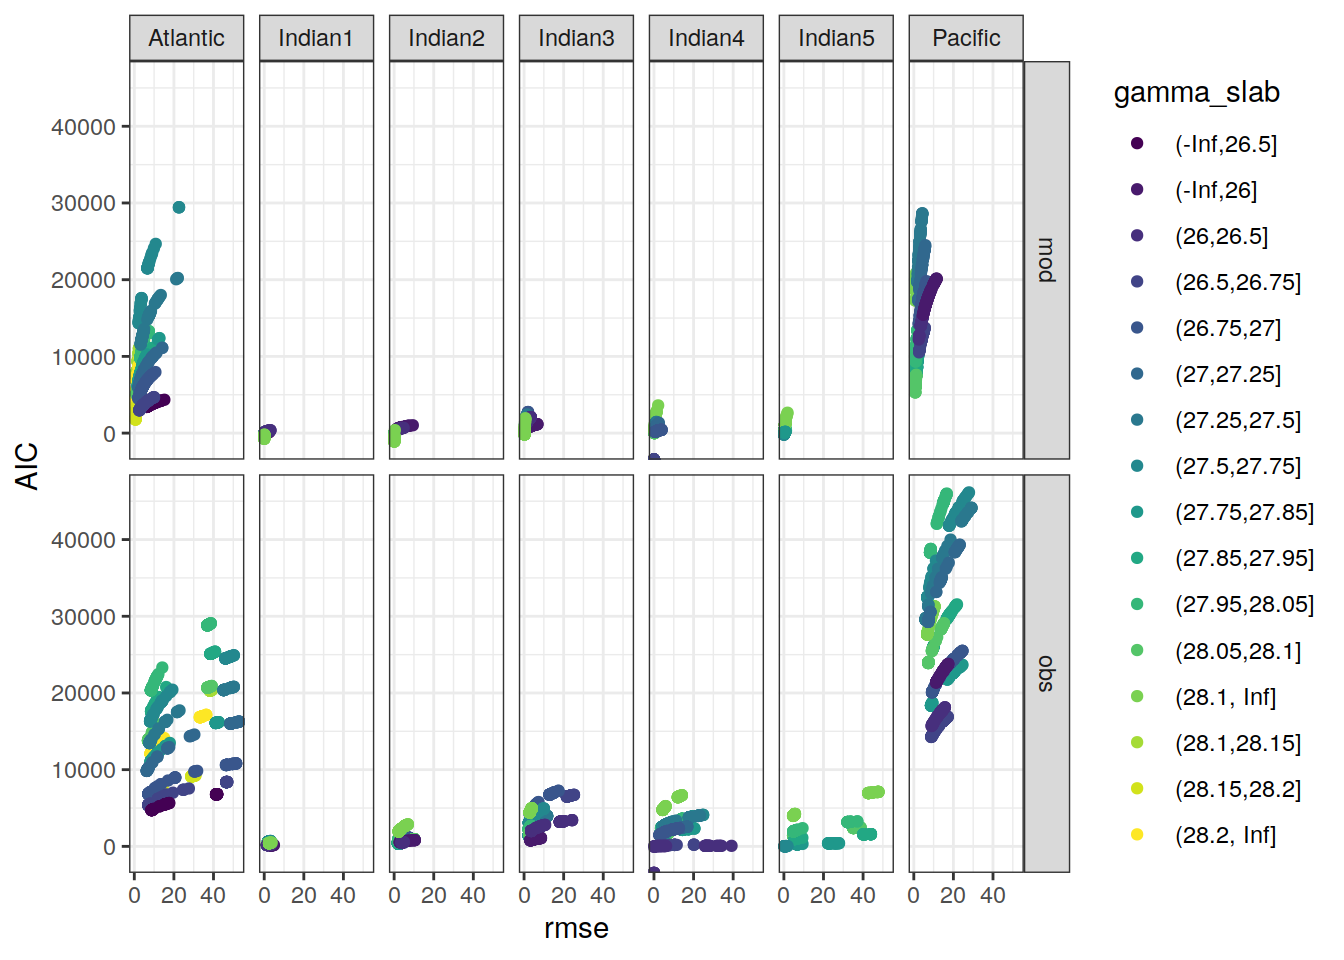 Atlantic Indian1 Indian2 Indian3 Indian4 Indian5 Pacific
40000
30000
20000
10000
0
mod
40000
30000
20000
10000
0
obs
0 20 40 0 20 40 0 20 40 0 20 40 0 20 40 0 20 40 0 20 40
rmse
AIC
gamma_slab
(-Inf,26.5]
(-Inf,26]
(26,26.5]
(26.5,26.75]
(26.75,27]
(27,27.25]
(27.25,27.5]
(27.5,27.75]
(27.75,27.85]
(27.85,27.95]
(27.95,28.05]
(28.05,28.1]
(28.1, Inf]
(28.1,28.15]
(28.15,28.2]
(28.2, Inf]